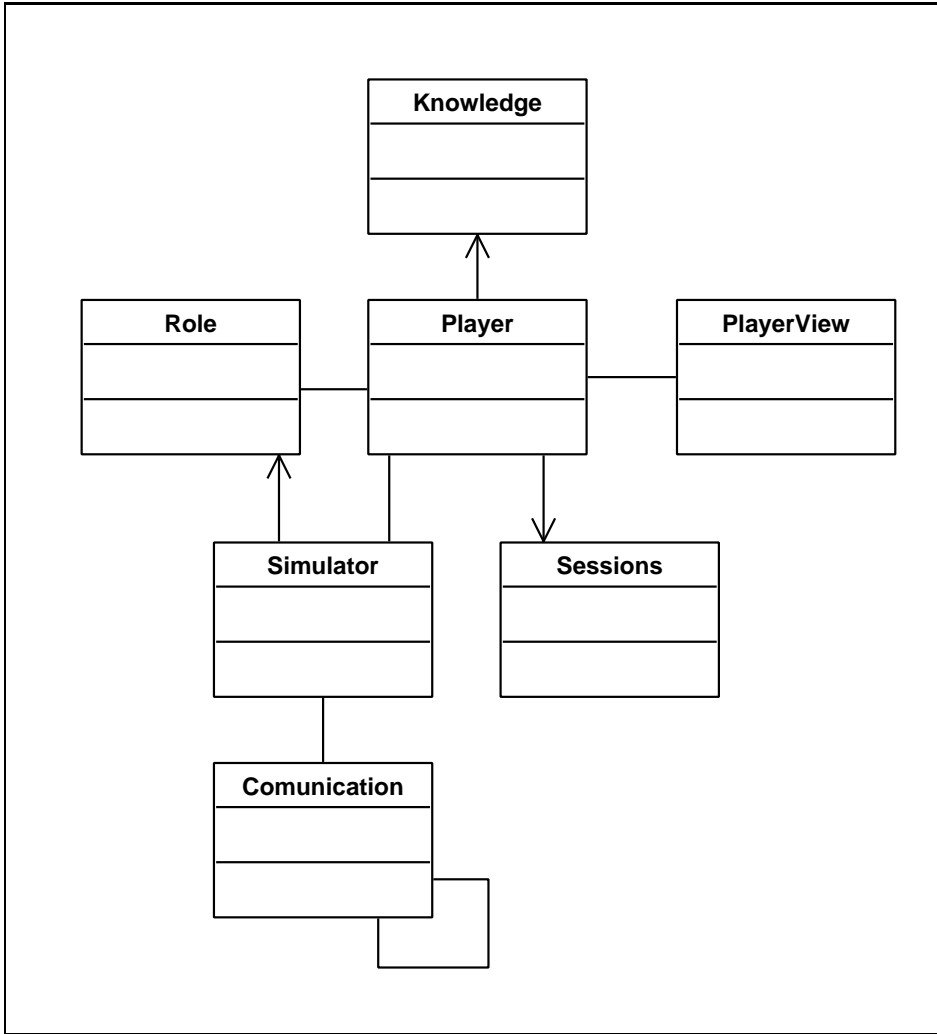 Knowledge
Role
Player
PlayerView
Simulator
Sessions
Comunication